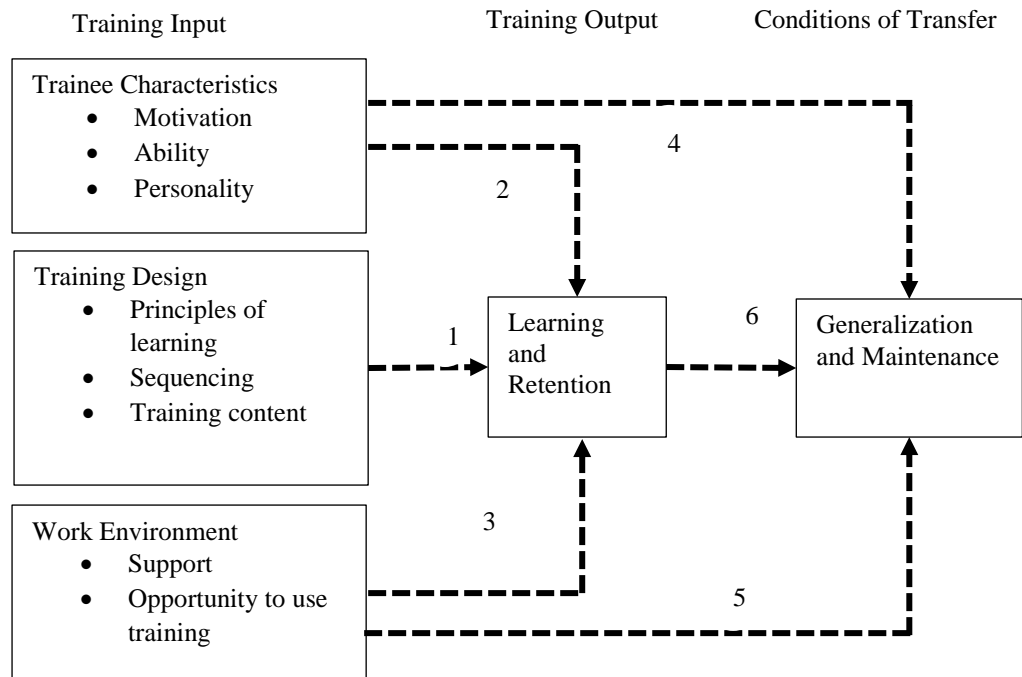 Training Input
Training Output
Conditions of Transfer
Trainee Characteristics
• Motivation
• Ability
• Personality
4
2
Training Design
• Principles of
learning
• Sequencing
• Training content
1
Learning
and
Retention
6
Generalization
and Maintenance
Work Environment
• Support
• Opportunity to use
training
3
5